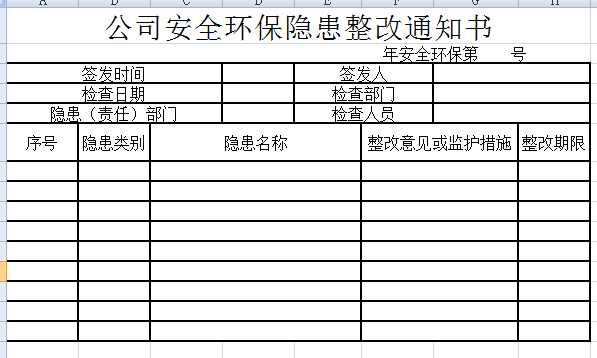 A B C D E F G H
公司安全环保隐患整改通知书
年安全环保第 号
签发时间 签发人
检查日期 检查部门
隐患（责任）部门 检查人员
序号 隐患类别 隐患名称 整改意见或监护措施 整改期限